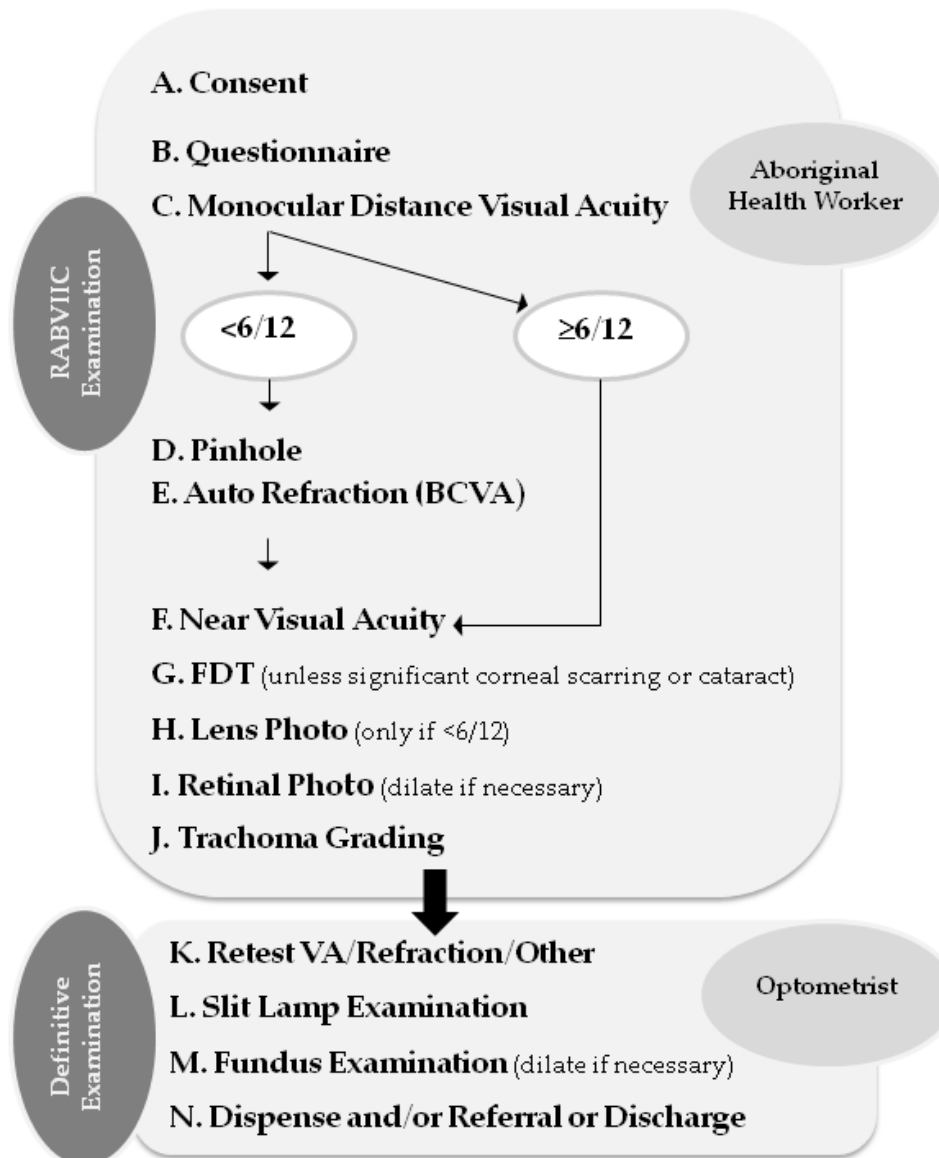 A. Consent
B. Questionnaire
Aboriginal
Health Worker
C. Monocular Distance Visual Acuity
RABVIIC
Examination
<6/12
≥6/12
D. Pinhole
E. Auto Refraction (BCVA)
F. Near Visual Acuity
G. FDT (unless significant corneal scarring or cataract)
H. Lens Photo (only if <6/12)
I. Retinal Photo (dilate if necessary)
J. Trachoma Grading
Definitive
Examination
K. Retest VA/Refraction/Other
Optometrist
L. Slit Lamp Examination
M. Fundus Examination (dilate if necessary)
N. Dispense and/or Referral or Discharge